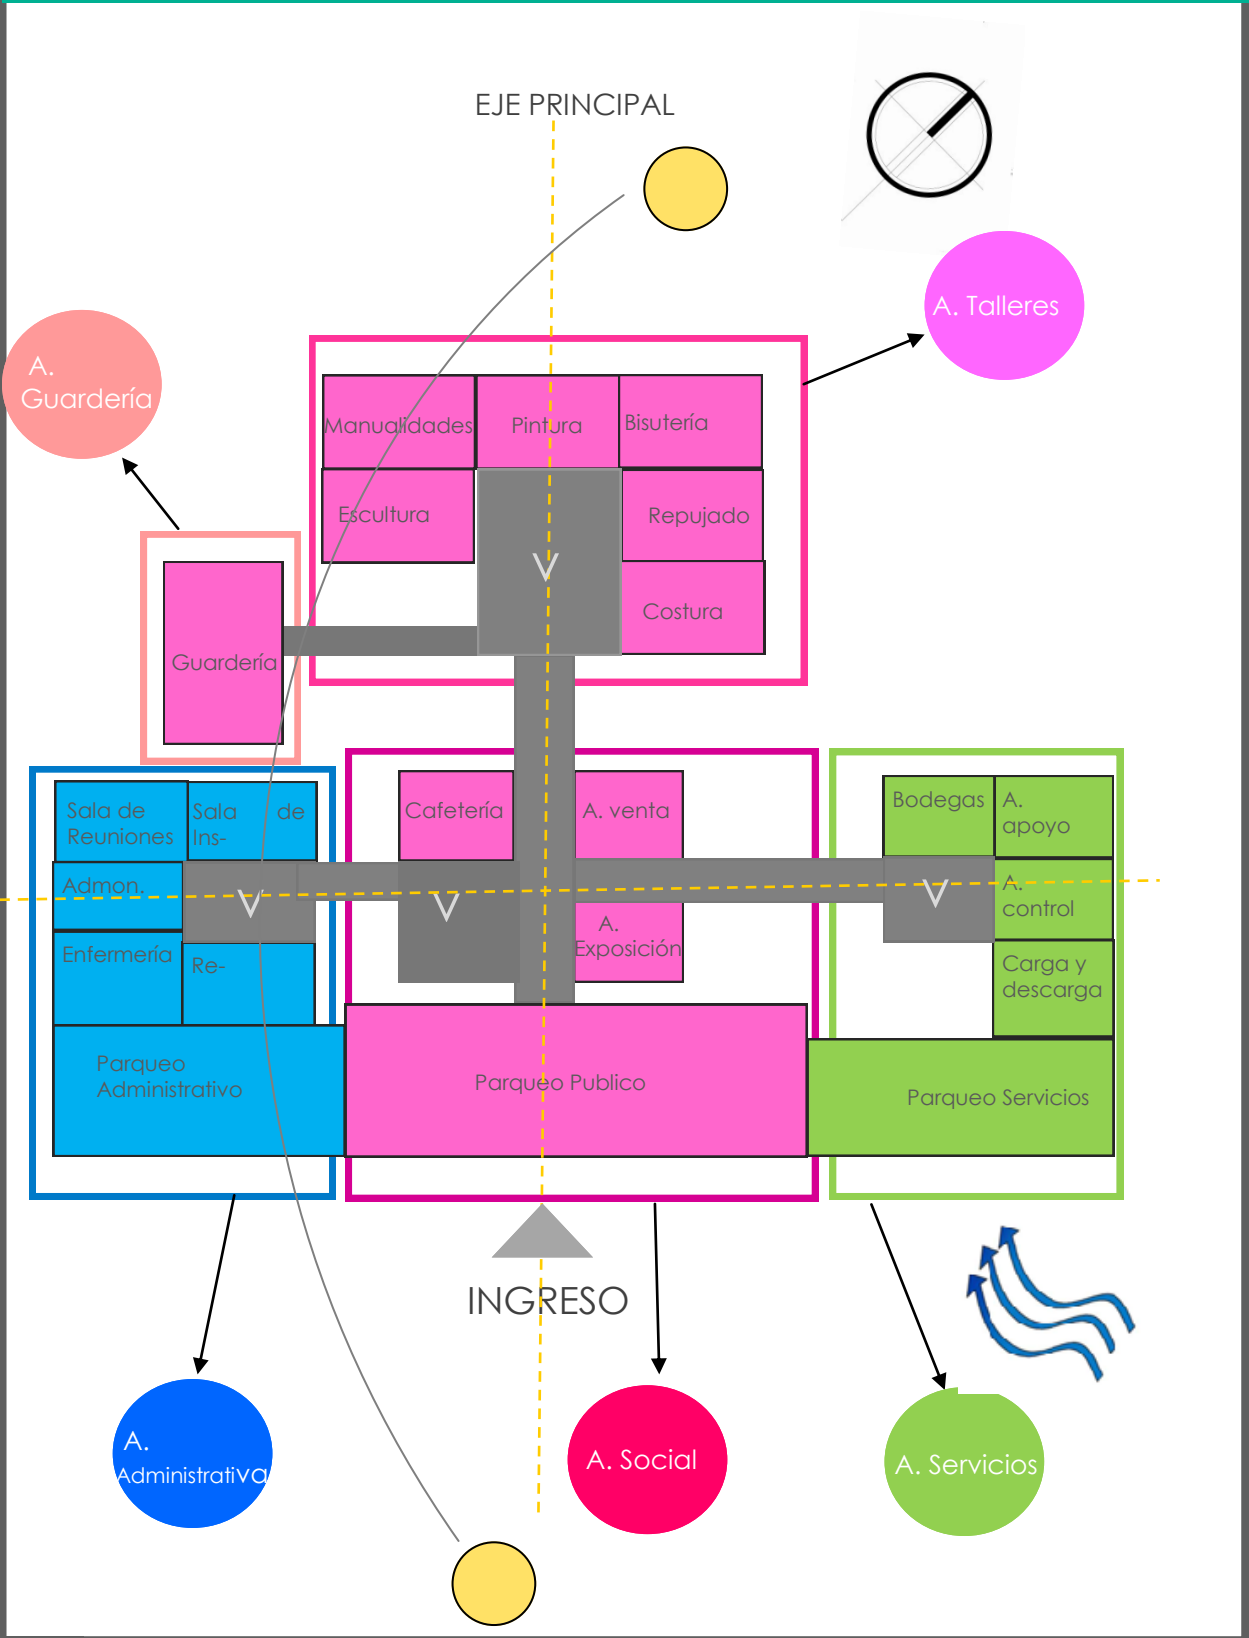 EJE PRINCIPAL
A. Talleres
A.
Guardería
Manualidades
Pintura
Bisutería
Escultura
Repujado
V
Costura
Guardería
Sala de
Reuniones
Sala de
Ins-
Cafetería
A. venta
Bodegas
A.
apoyo
Admon.
V
V
V
A.
control
A.
Exposición
Enfermería
Re-
Carga y
descarga
Parqueo
Administrativo
Parqueo Publico
Parqueo Servicios
INGRESO
A.
Administrativa
A. Social
A. Servicios